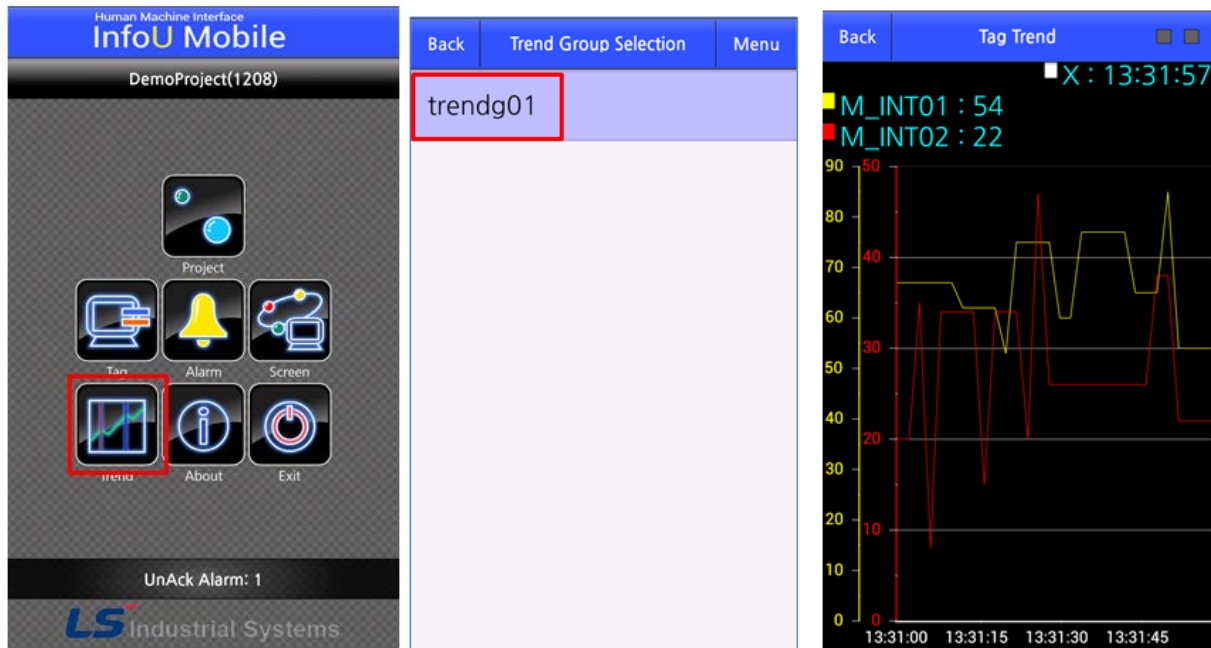 Human Machine Interface
InfoU Mobile
DemoProject(1208)
Project
Tag
Alarm
Screen
Trend
About
Exit
UnAck Alarm: 1
LS Industrial Systems
Back
Trend Group Selection
Menu
trendg01
Back
Tag Trend
X : 13:31:57
M_INT01 : 54
M_INT02 : 22
90
50
80
40
70
60
30
50
40
20
30
20
10
10
0
0
13:31:00
13:31:15
13:31:30
13:31:45